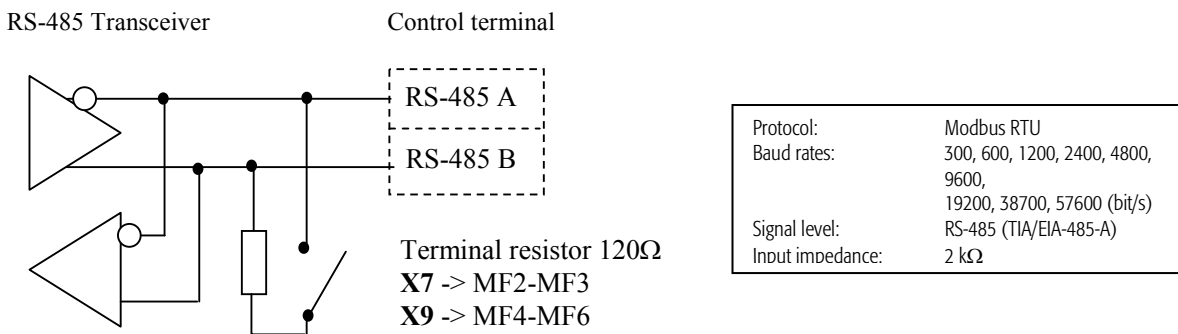 RS-485 Transceiver
Control terminal
RS-485 A
RS-485 B
Terminal resistor 120Ω
X7 -> MF2-MF3
X9 -> MF4-MF6
Protocol: Modbus RTU
Baud rates: 300, 600, 1200, 2400, 4800,
9600,
19200, 38700, 57600 (bit/s)
Signal level: RS-485 (TIA/EIA-485-A)
Input impedance: 2 kΩ